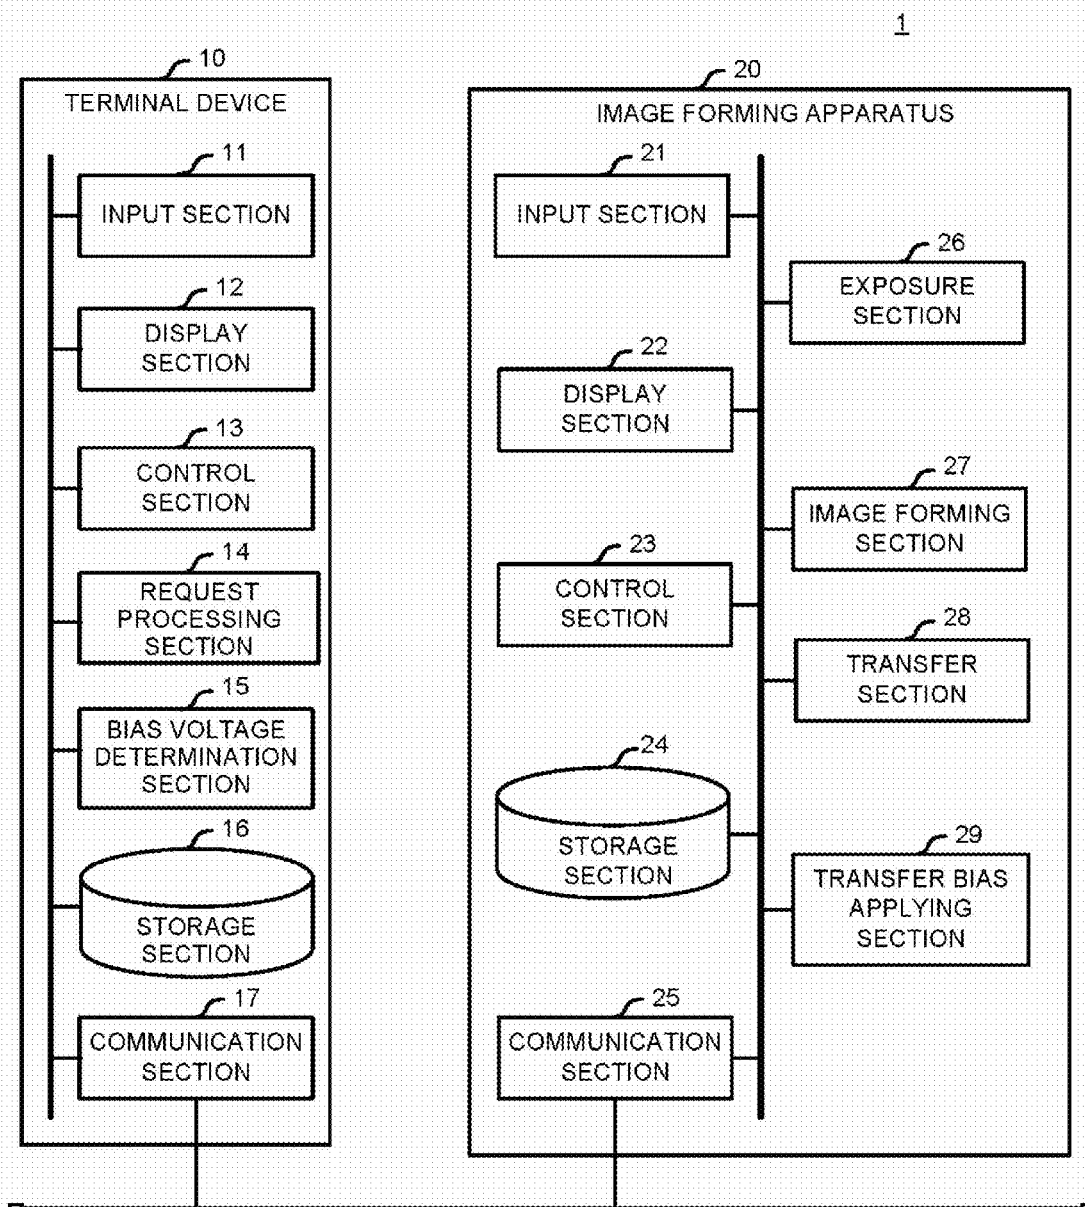 1
10
TERMINAL DEVICE
11
INPUT SECTION
12
DISPLAY
SECTION
13
CONTROL
SECTION
14
REQUEST
PROCESSING
SECTION
15
BIAS VOLTAGE
DETERMINATION
SECTION
16
STORAGE
SECTION
17
COMMUNICATION
SECTION
20
IMAGE FORMING APPARATUS
21
INPUT SECTION
22
DISPLAY
SECTION
23
CONTROL
SECTION
24
STORAGE
SECTION
25
COMMUNICATION
SECTION
26
EXPOSURE
SECTION
27
IMAGE FORMING
SECTION
28
TRANSFER
SECTION
29
TRANSFER BIAS
APPLYING
SECTION